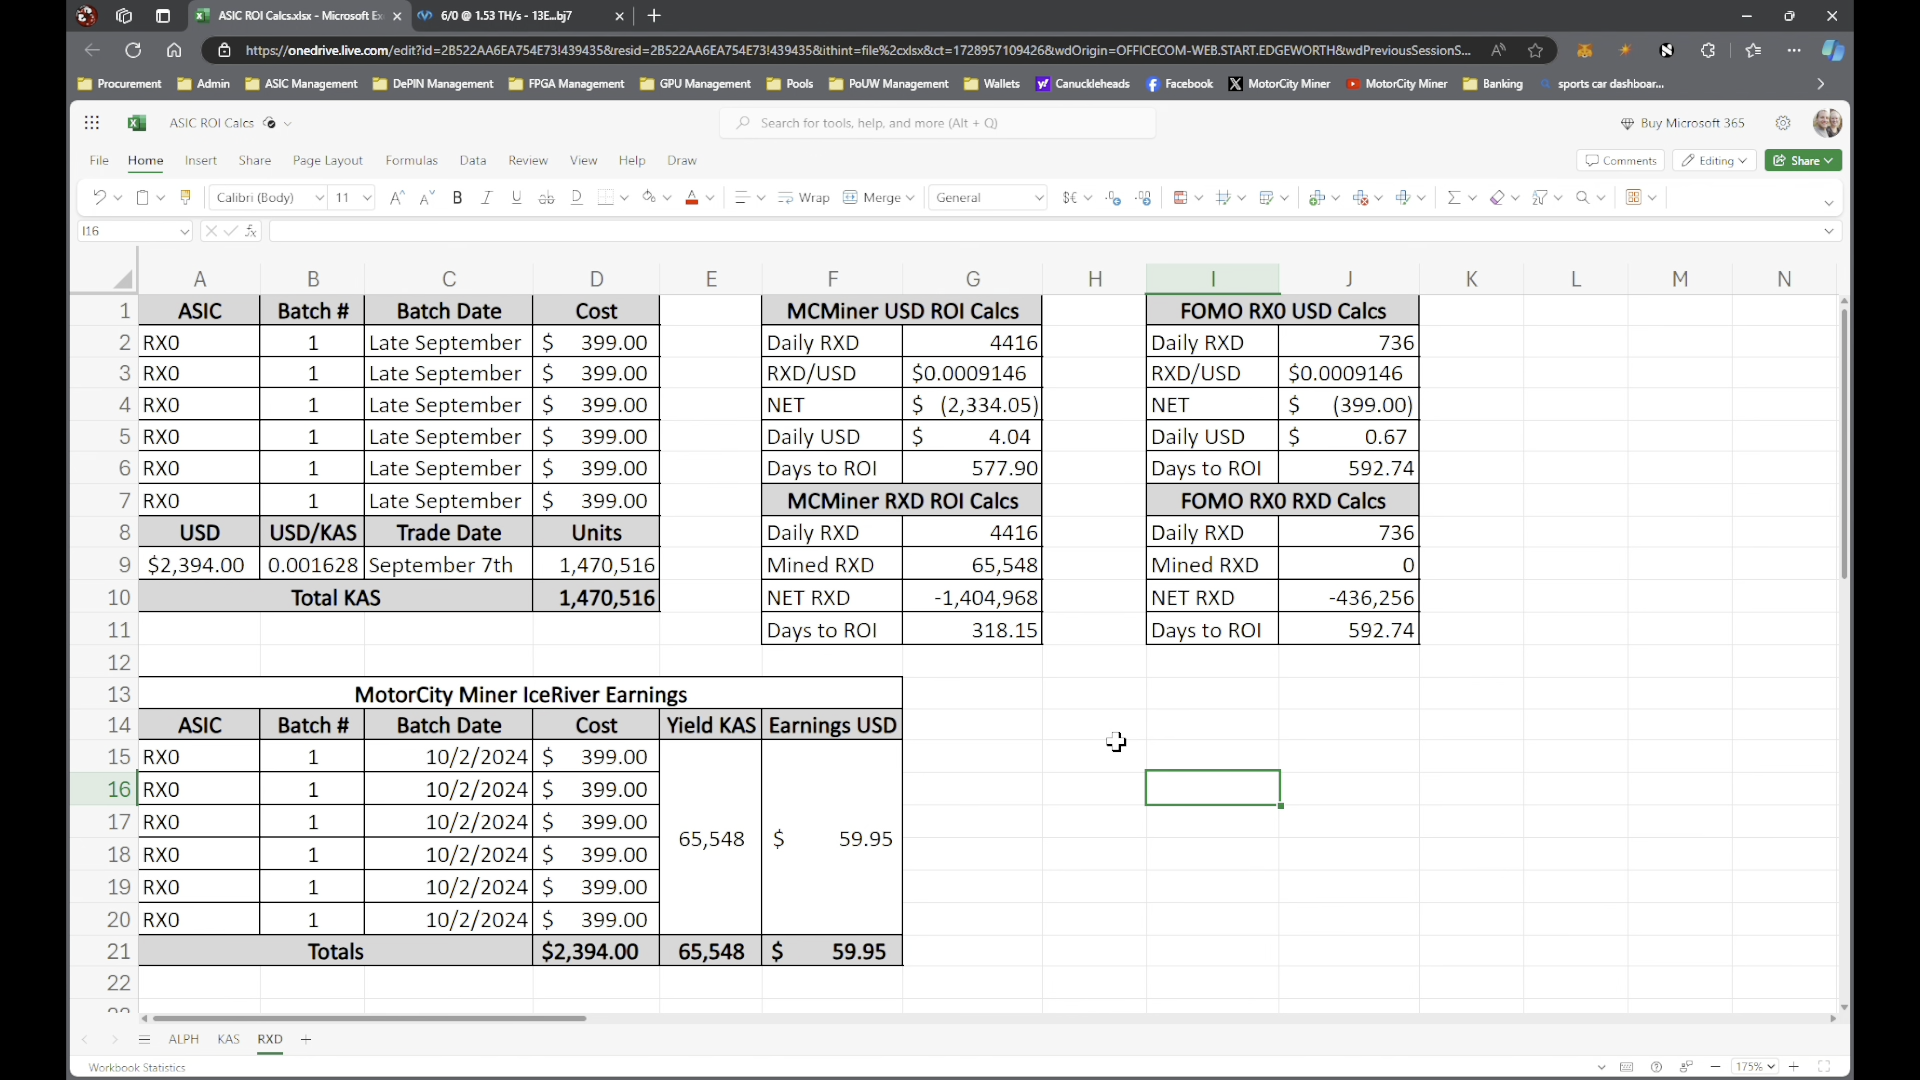 ASIC ROI Calcs.xlsx - Microsoft Ex
6/0 @ 1.53 TH/s - 13E...bj7
https://onedrive.live.com/edit?id=2B522AA6EA754E73!439435&resid=2B522AA6EA754E73!439435&ithint=file%2cxlsx&ct=1728957109426&wdOrigin=OFFICECOM-WEB.START.EDGEWORTH&wdPreviousSessionS...
Procurement Admin ASIC Management DePIN Management FPGA Management GPU Management Pools PoUW Management Wallets Canuckleheads Facebook MotorCity Miner MotorCity Miner Banking sports car dashboar...
ASIC ROI Calcs
Search for tools, help, and more (Alt + Q)
Buy Microsoft 365
File Home Insert Share Page Layout Formulas Data Review View Help Draw
Comments Editing Share
Calibri (Body) 11 Wrap Merge General
I16
A B C D E F G H I J K L M N
1 ASIC Batch # Batch Date Cost MCMiner USD ROI Calcs FOMO RX0 USD Calcs
2 RX0 1 Late September $ 399.00 Daily RXD 4416 Daily RXD 736
3 RX0 1 Late September $ 399.00 RXD/USD $0.0009146 RXD/USD $0.0009146
4 RX0 1 Late September $ 399.00 NET $ (2,334.05) NET $ (399.00)
5 RX0 1 Late September $ 399.00 Daily USD $ 4.04 Daily USD $ 0.67
6 RX0 1 Late September $ 399.00 Days to ROI 577.90 Days to ROI 592.74
7 RX0 1 Late September $ 399.00 MCMiner RXD ROI Calcs FOMO RX0 RXD Calcs
8 USD USD/KAS Trade Date Units Daily RXD 4416 Daily RXD 736
9 $2,394.00 0.001628 September 7th 1,470,516 Mined RXD 65,548 Mined RXD 0
10 Total KAS 1,470,516 NET RXD -1,404,968 NET RXD -436,256
11 Days to ROI 318.15 Days to ROI 592.74
12
13 MotorCity Miner IceRiver Earnings
14 ASIC Batch # Batch Date Cost Yield KAS Earnings USD
15 RX0 1 10/2/2024 $ 399.00
16 RX0 1 10/2/2024 $ 399.00
17 RX0 1 10/2/2024 $ 399.00
18 RX0 1 10/2/2024 $ 399.00 65,548 $ 59.95
19 RX0 1 10/2/2024 $ 399.00
20 RX0 1 10/2/2024 $ 399.00
21 Totals $2,394.00 65,548 $ 59.95
22
ALPH KAS RXD
Workbook Statistics
175%